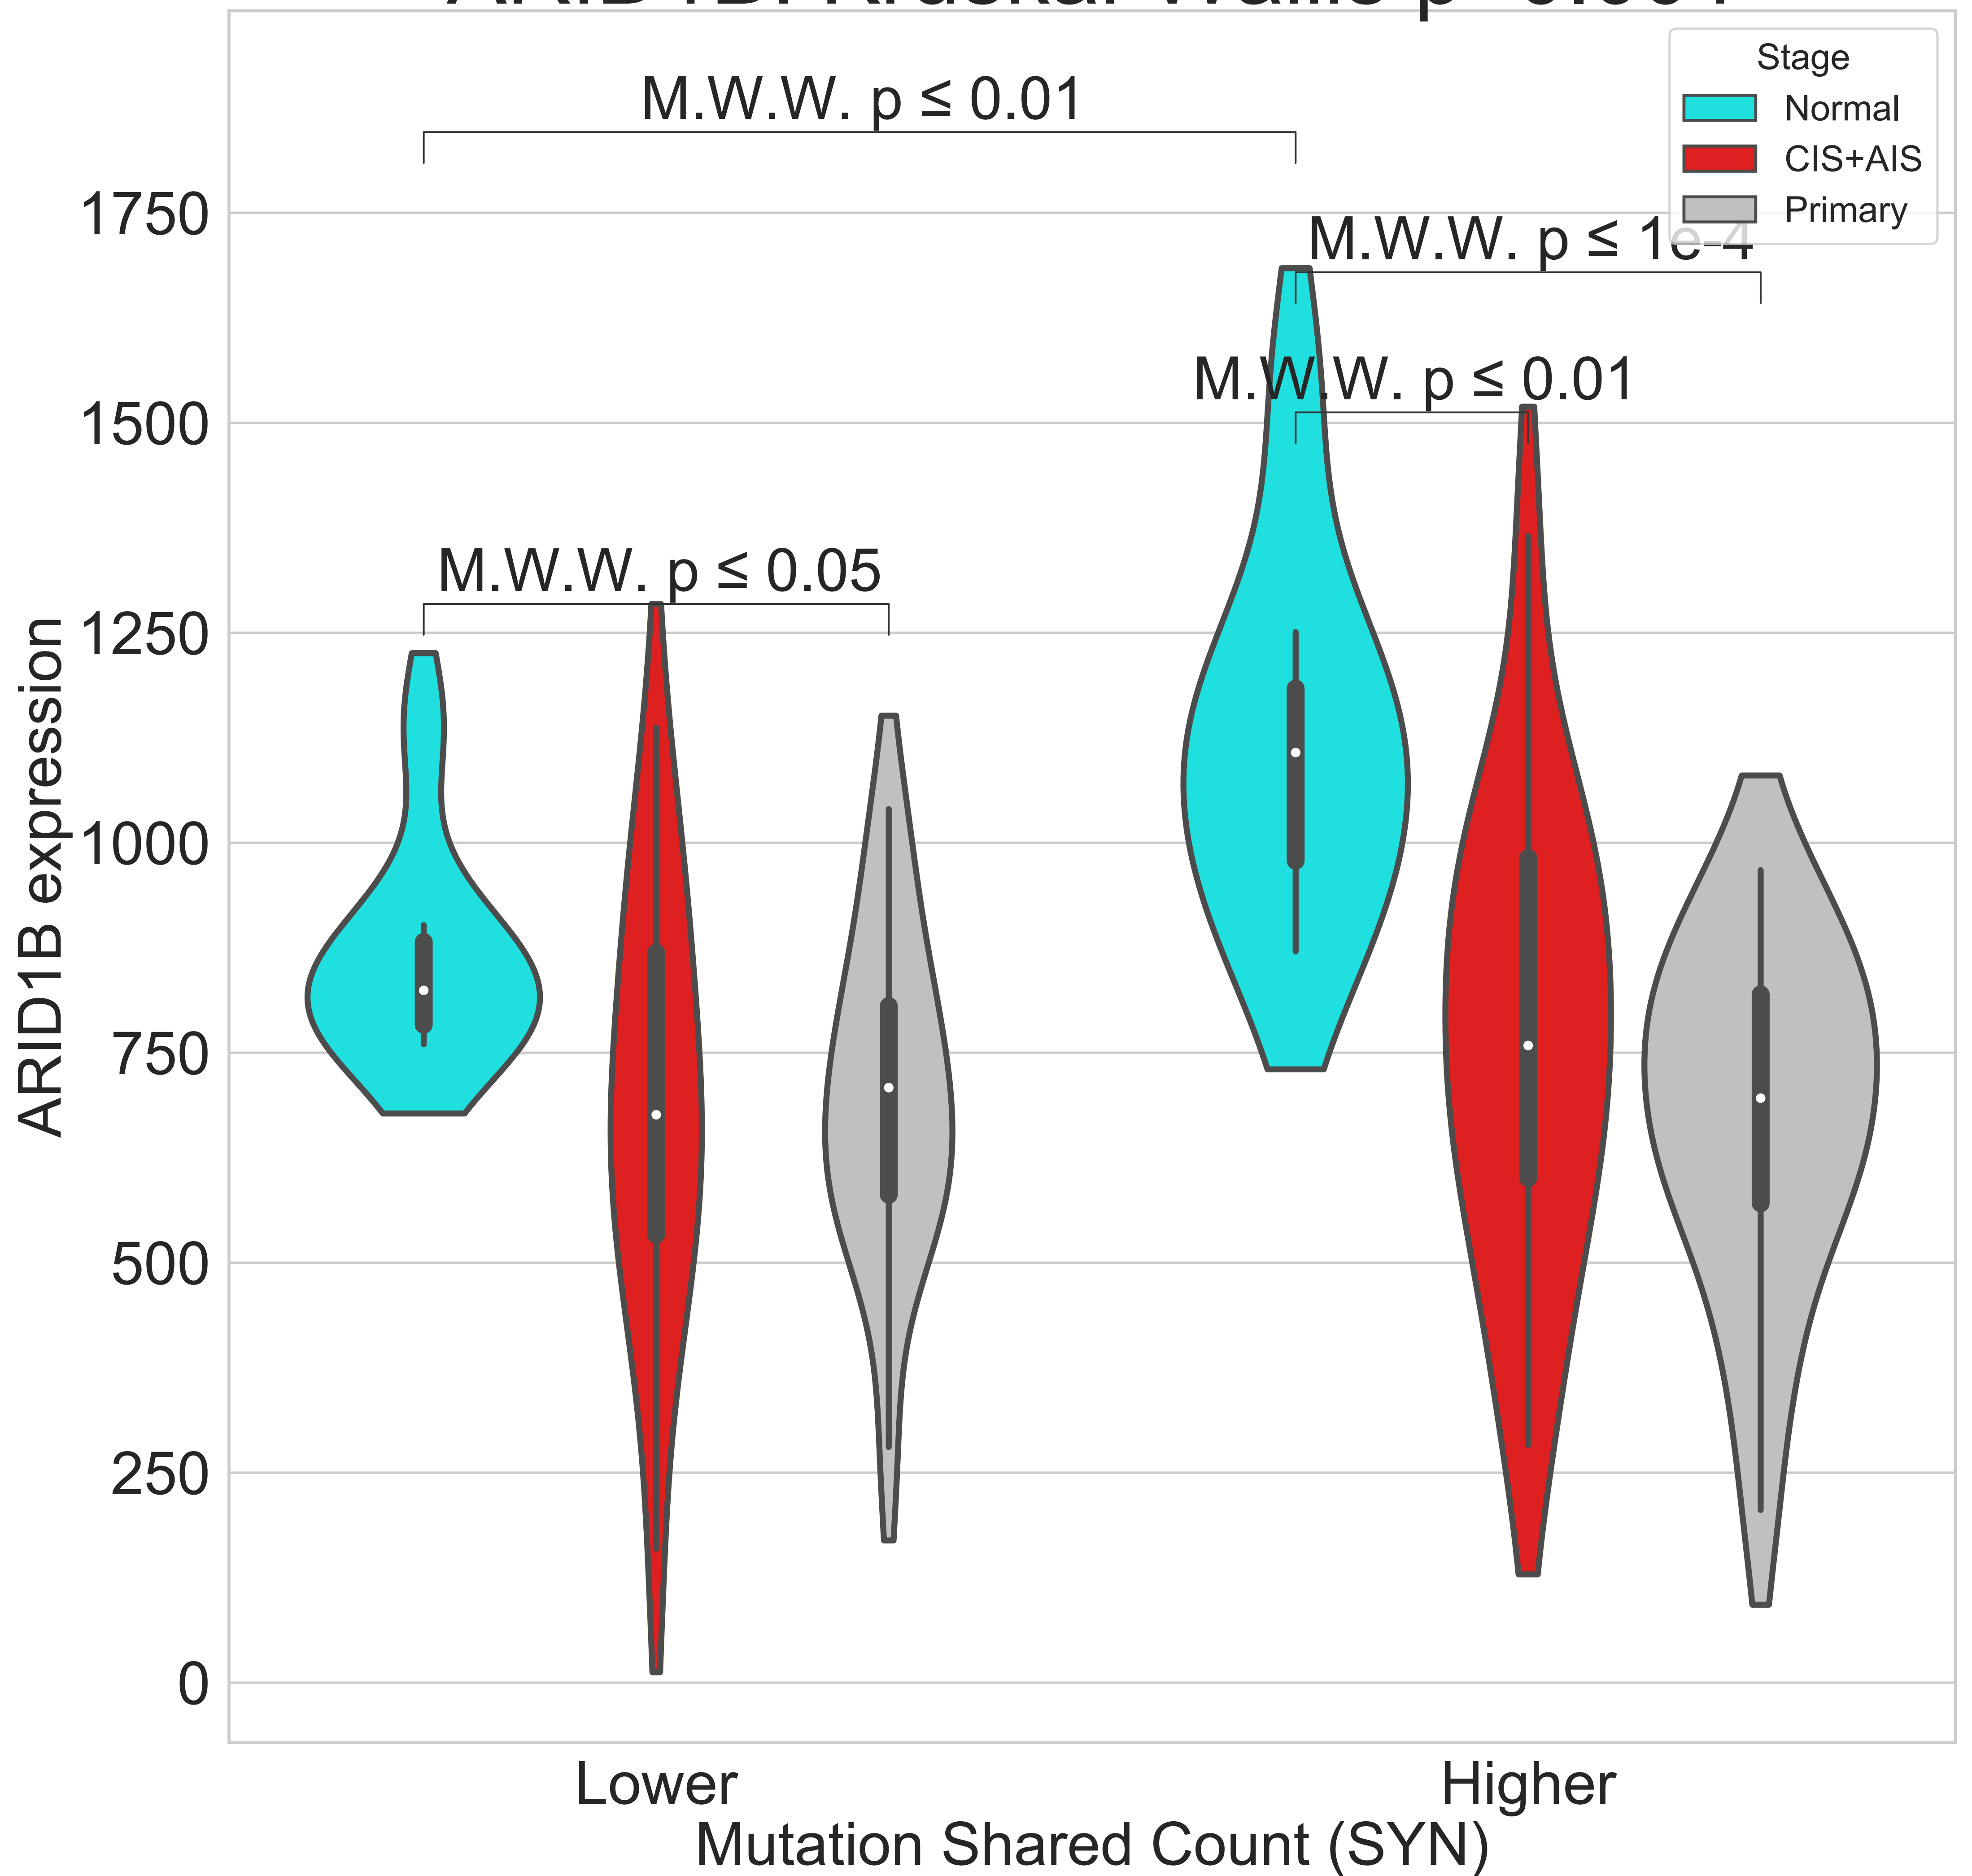 Stage
Normal
CIS+AIS
Primary
M.W.W. p ≤ 0.01
M.W.W. p ≤ 1e-4
M.W.W. p ≤ 0.01
M.W.W. p ≤ 0.05
1750
1500
1250
1000
750
500
250
0
ARID1B expression
Lower
Higher
Mutation Shared Count (SYN)